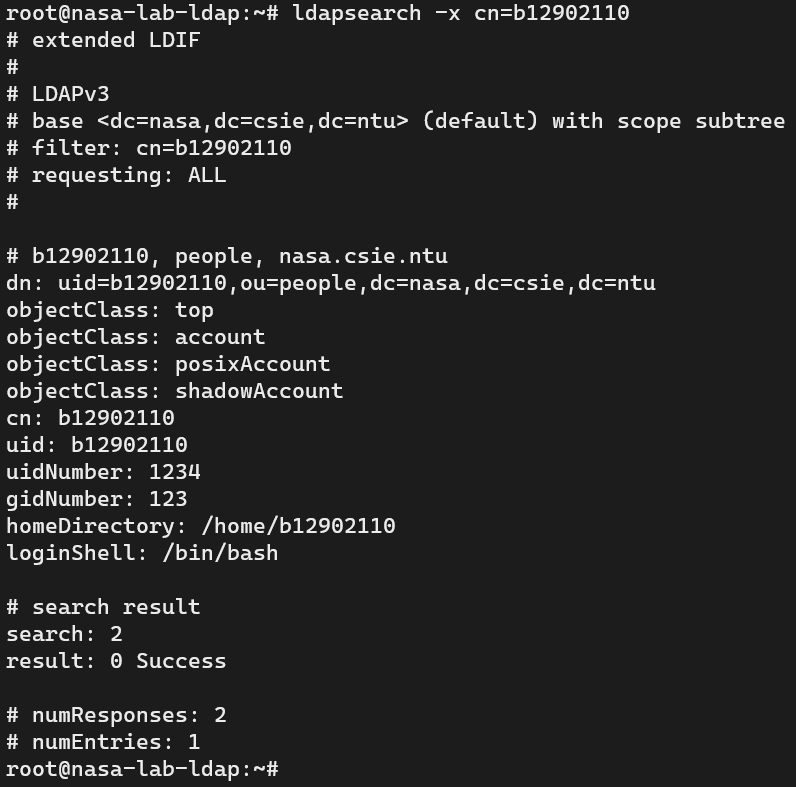 root@nasa-lab-ldap:~# ldapsearch -x cn=b12902110
# extended LDIF
#
# LDAPv3
# base <dc=nasa,dc=csie,dc=ntu> (default) with scope subtree
# filter: cn=b12902110
# requesting: ALL
#

# b12902110, people, nasa.csie.ntu
dn: uid=b12902110,ou=people,dc=nasa,dc=csie,dc=ntu
objectClass: top
objectClass: account
objectClass: posixAccount
objectClass: shadowAccount
cn: b12902110
uid: b12902110
uidNumber: 1234
gidNumber: 123
homeDirectory: /home/b12902110
loginShell: /bin/bash

# search result
search: 2
result: 0 Success

# numResponses: 2
# numEntries: 1
root@nasa-lab-ldap:~#